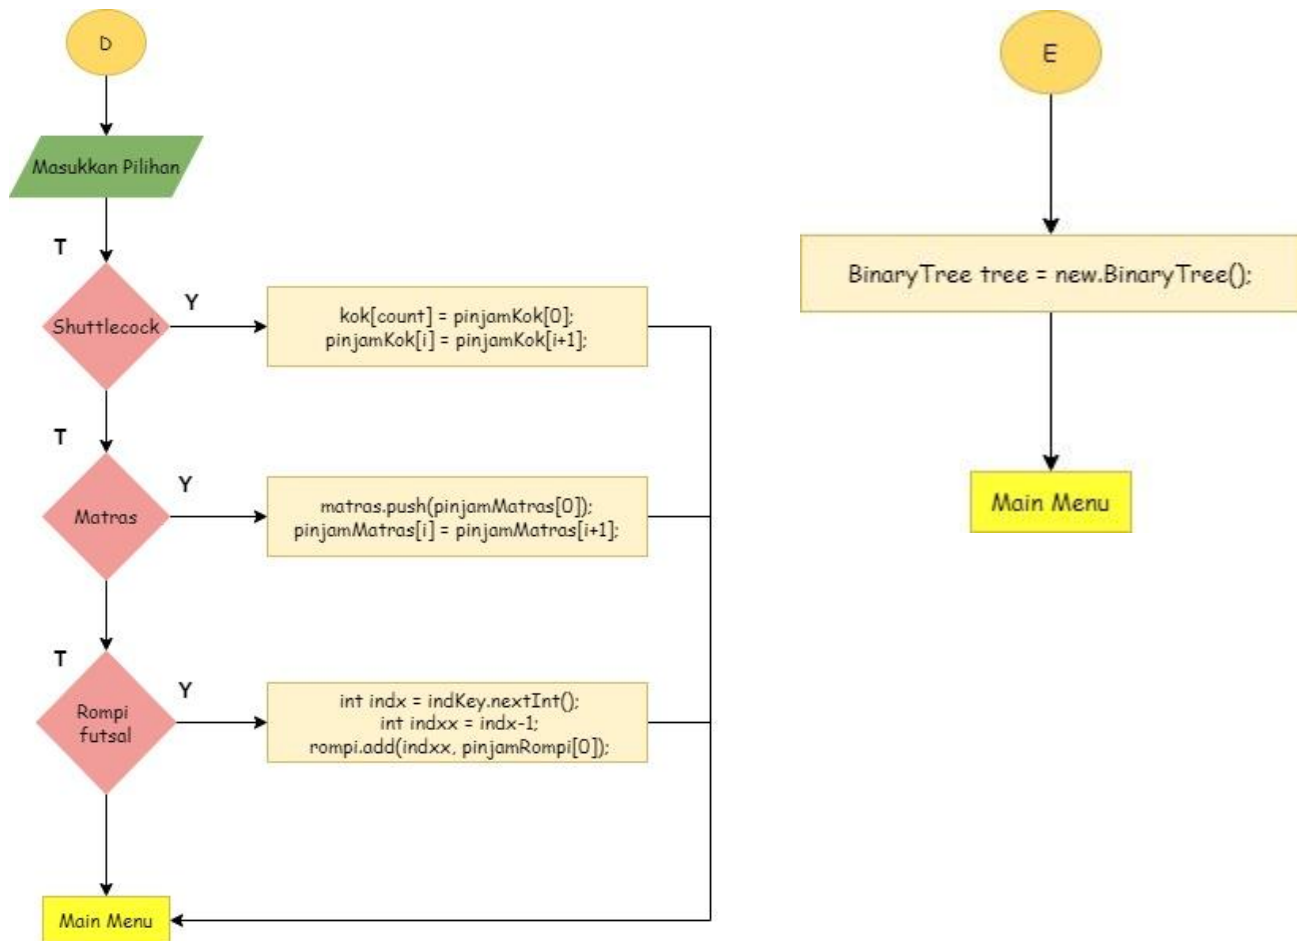 D
Masukkan Pilihan
T
Shuttlecock
Y
kok[count] = pinjamKok[0];
pinjamKok[i] = pinjamKok[i+1];
T
Matras
Y
matras.push(pinjamMatras[0]);
pinjamMatras[i] = pinjamMatras[i+1];
T
Rompi
futsal
Y
int indx = indKey.nextInt();
int indxx = indx-1;
rompi.add(indxx, pinjamRompi[0]);
Main Menu
E
BinaryTree tree = new.BinaryTree();
Main Menu